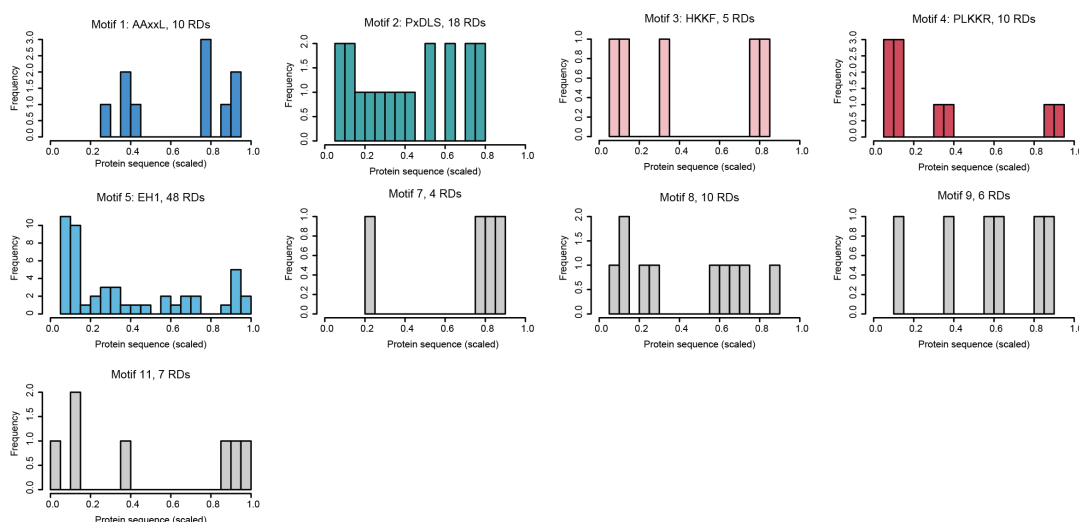 Motif 1: AAxxL, 10 RDs
Frequency
0.0 0.5 1.0 1.5 2.0 2.5 3.0
0.0 0.2 0.4 0.6 0.8 1.0
Protein sequence (scaled)
Motif 2: PxDLS, 18 RDs
Frequency
0.0 0.5 1.0 1.5 2.0
0.0 0.2 0.4 0.6 0.8 1.0
Protein sequence (scaled)
Motif 3: HKKF, 5 RDs
Frequency
0.0 0.2 0.4 0.6 0.8 1.0
0.0 0.2 0.4 0.6 0.8 1.0
Protein sequence (scaled)
Motif 4: PLKKR, 10 RDs
Frequency
0.0 0.5 1.0 1.5 2.0 2.5 3.0
0.0 0.2 0.4 0.6 0.8 1.0
Protein sequence (scaled)
Motif 5: EH1, 48 RDs
Frequency
0 2 4 6 10
0.0 0.2 0.4 0.6 0.8 1.0
Protein sequence (scaled)
Motif 7, 4 RDs
Frequency
0.0 0.2 0.4 0.6 0.8 1.0
0.0 0.2 0.4 0.6 0.8 1.0
Protein sequence (scaled)
Motif 8, 10 RDs
Frequency
0.0 0.5 1.0 1.5 2.0
0.0 0.2 0.4 0.6 0.8 1.0
Protein sequence (scaled)
Motif 9, 6 RDs
Frequency
0.0 0.2 0.4 0.6 0.8 1.0
0.0 0.2 0.4 0.6 0.8 1.0
Protein sequence (scaled)
Motif 11, 7 RDs
Frequency
0.0 0.5 1.0 1.5 2.0
0.0 0.2 0.4 0.6 0.8 1.0
Protein sequence (scaled)